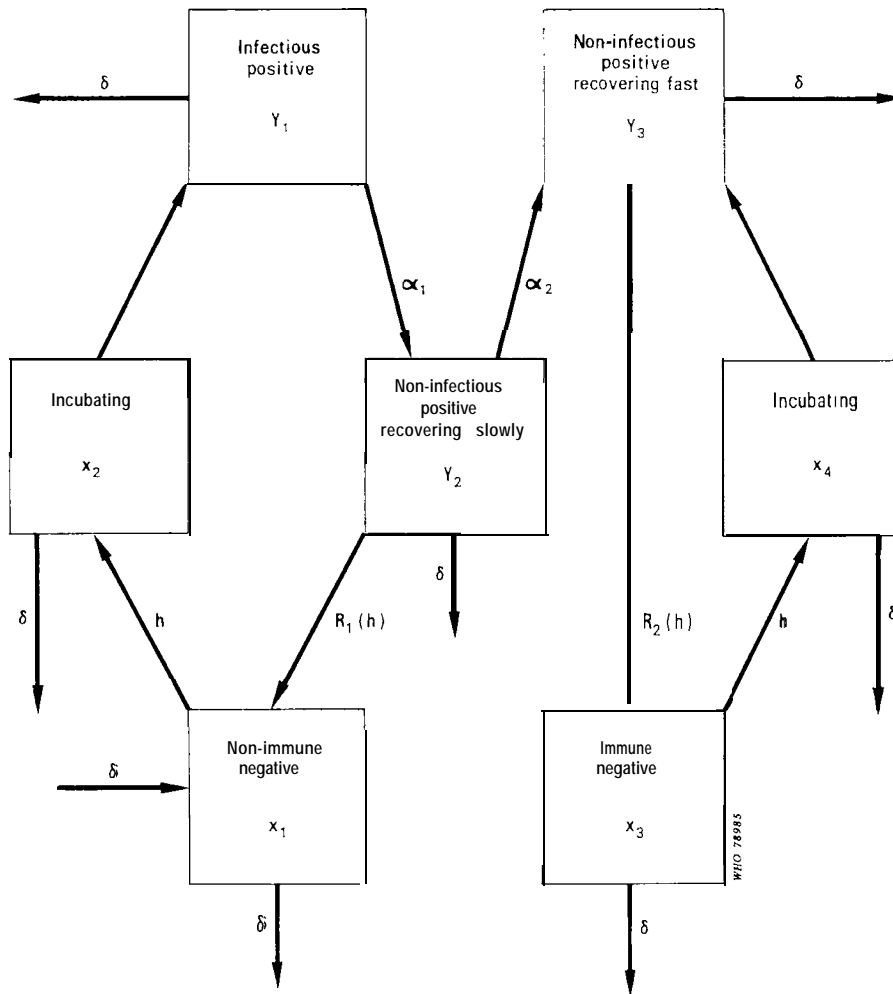 Infectious
positive
Y₁
Non-infectious
positive
recovering fast
Y₃
δ
δ
α₁
α₂
Incubating
x₂
Non-infectious
positive
recovering slowly
Y₂
Incubating
x₄
δ
h
R₁(h)
δ
R₂(h)
h
δ
Non-immune
negative
x₁
Immune
negative
x₃
δ
δ
δ
WHO 78985